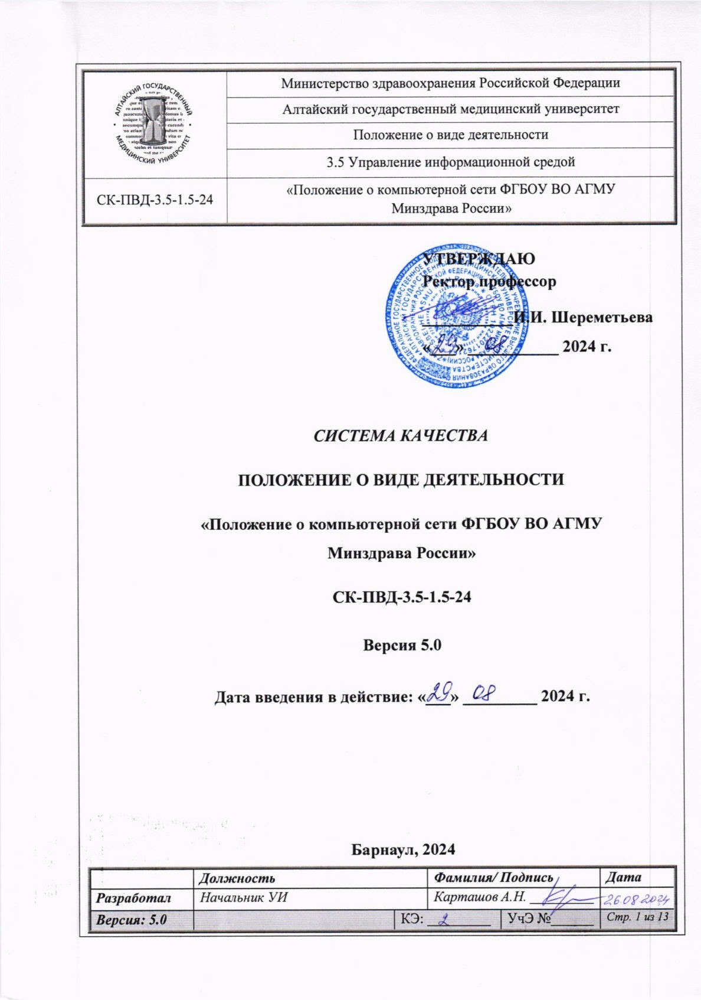 АЛТАЙСКИЙ ГОСУДАРСТВЕННЫЙ
МЕДИЦИНСКИЙ УНИВЕРСИТЕТ
Министерство здравоохранения Российской Федерации
Алтайский государственный медицинский университет
Положение о виде деятельности
3.5 Управление информационной средой
СК-ПВД-3.5-1.5-24
«Положение о компьютерной сети ФГБОУ ВО АГМУ
Минздрава России»
УТВЕРЖДАЮ
Ректор профессор
И.И. Шереметьева
«29» 08 2024 г.
СИСТЕМА КАЧЕСТВА
ПОЛОЖЕНИЕ О ВИДЕ ДЕЯТЕЛЬНОСТИ
«Положение о компьютерной сети ФГБОУ ВО АГМУ
Минздрава России»
СК-ПВД-3.5-1.5-24
Версия 5.0
Дата введения в действие: «29» 08 2024 г.
Барнаул, 2024
Должность Фамилия/ Подпись Дата
Разработал Начальник УИ Карташов А.Н. 26.08.2024
Версия: 5.0 КЭ: 2 УчЭ № Стр. 1 из 13